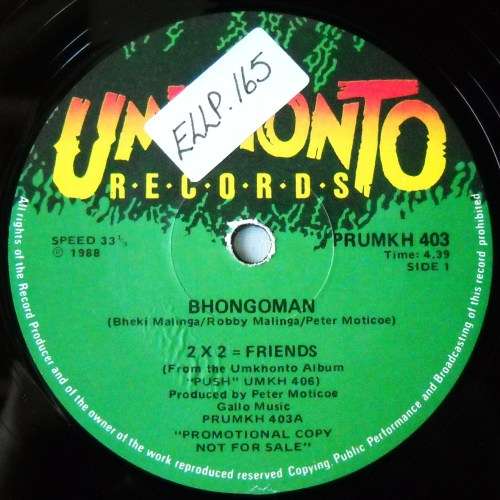 UMKHONTO
R·E·C·O·R·D·S
ELLP.165
SPEED 33⅓
℗ 1988
PRUMKH 403
Time: 4.39
SIDE 1
BHONGOMAN
(Bheki Malinga/Robby Malinga/Peter Moticoe)
2 X 2 = FRIENDS
(From the Umkhonto Album
"PUSH" UMKH 406)
Produced by Peter Moticoe
Gallo Music
PRUMKH 403A
"PROMOTIONAL COPY
NOT FOR SALE"
All rights of the Record Producer and of the owner of the work reproduced reserved Copying, Public Performance and Broadcasting of this record prohibited